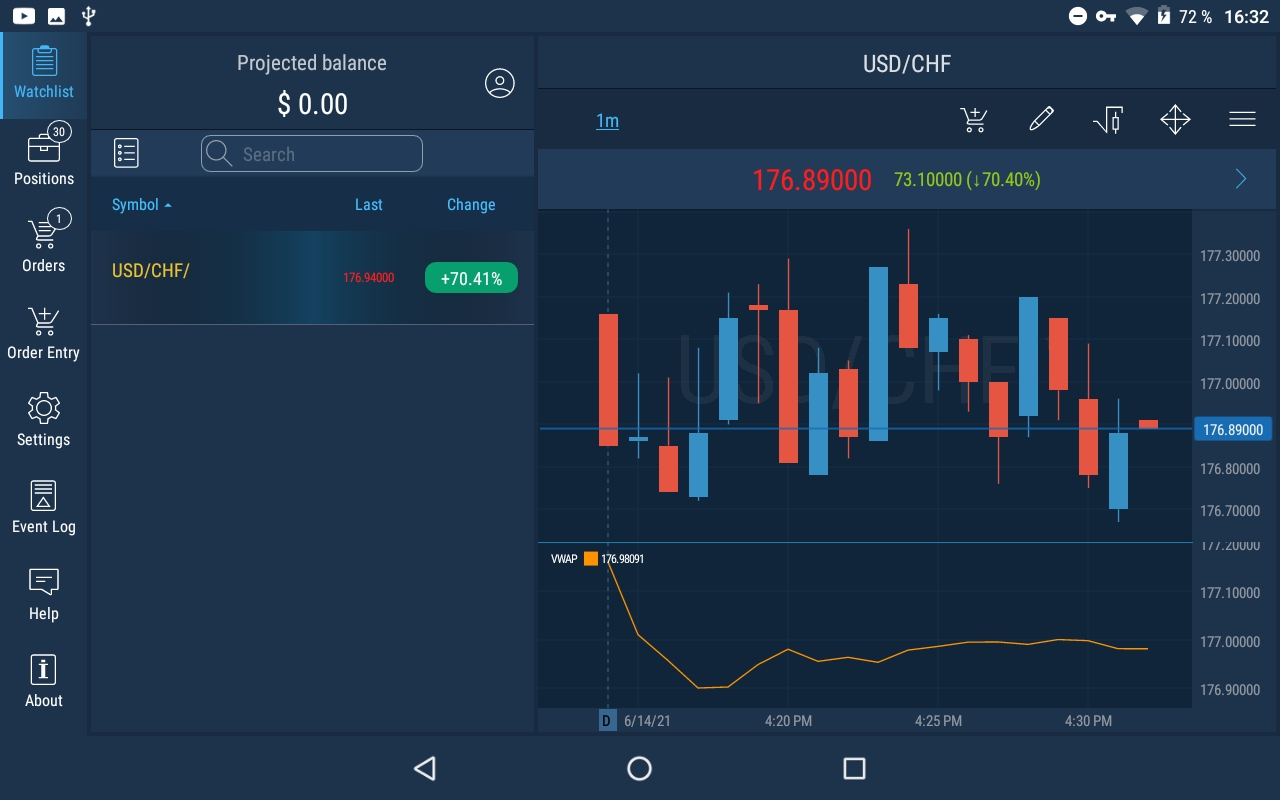 72 % 16:32
Watchlist
30
Positions
1
Orders
Order Entry
Settings
Event Log
Help
About
Projected balance
$ 0.00
Search
Symbol Last Change
USD/CHF/ 176.94000 +70.41%
USD/CHF
1m
176.89000 73.10000 (↓70.40%)
USD/CHF
177.30000
177.20000
177.10000
177.00000
176.89000
176.80000
176.70000
VWAP 176.98091
177.20000
177.10000
177.00000
176.90000
D 6/14/21 4:20 PM 4:25 PM 4:30 PM